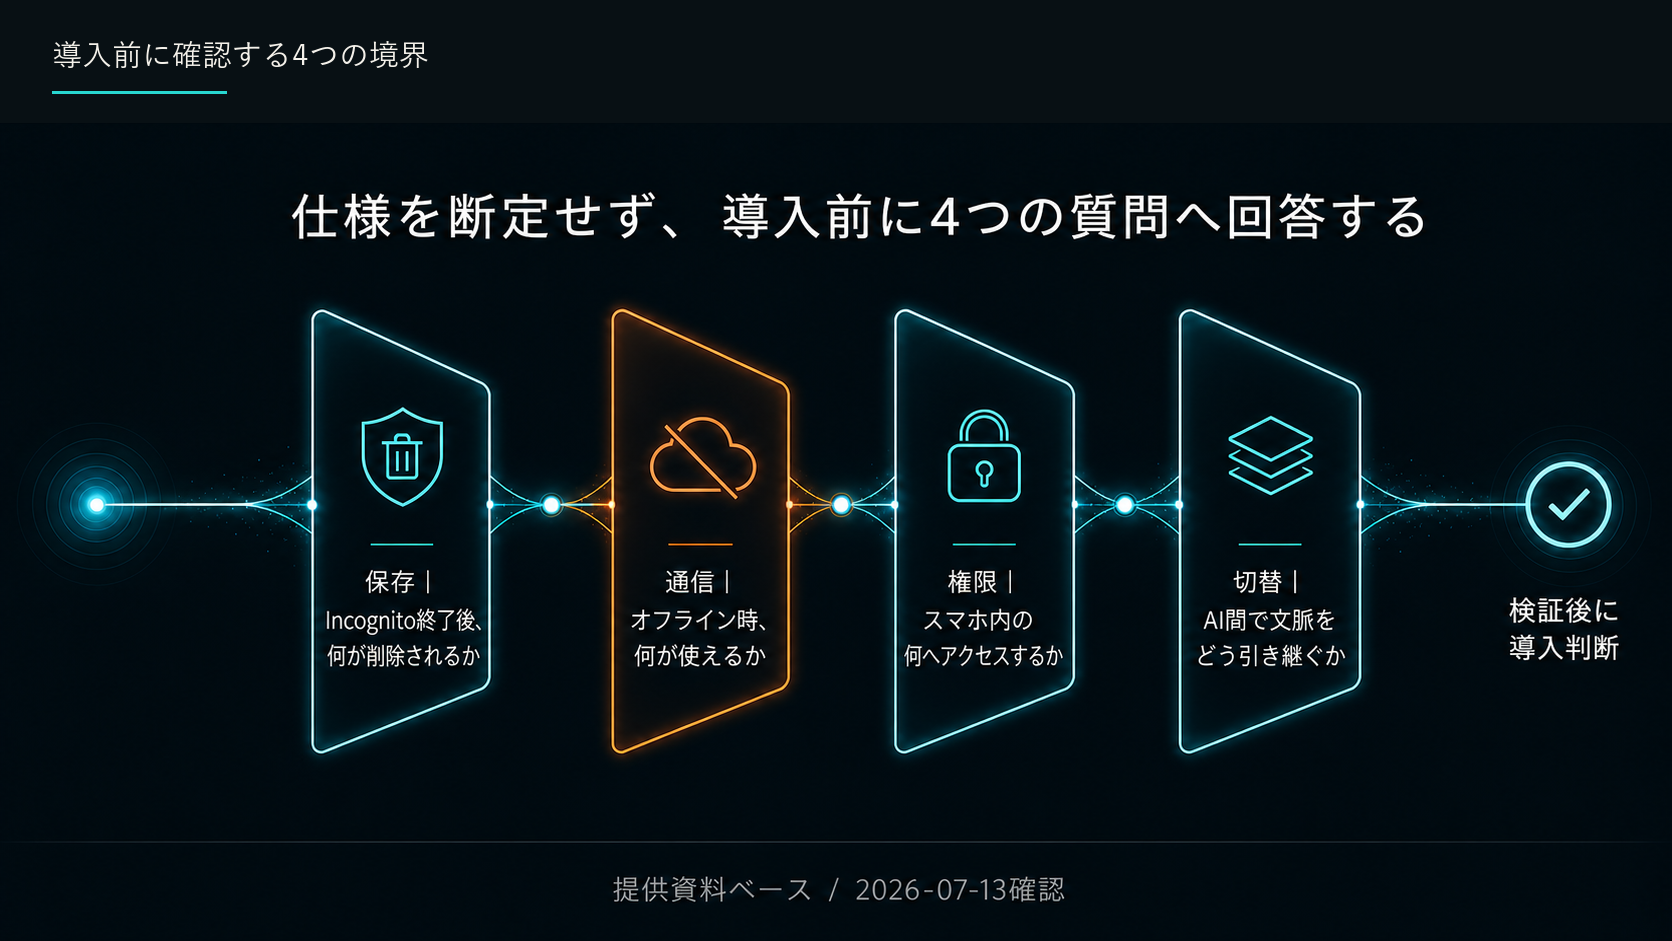 導入前に確認する4つの境界
仕様を断定せず、 導入前に4つの質問へ回答する
保存｜
Incognito終了後、
何が削除されるか
通信｜
オフライン時、
何が使えるか
権限｜
スマホ内の
何へアクセスするか
切替｜
AI間で文脈を
どう引き継ぐか
検証後に
導入判断
提供資料ベース / 2026-07-13確認